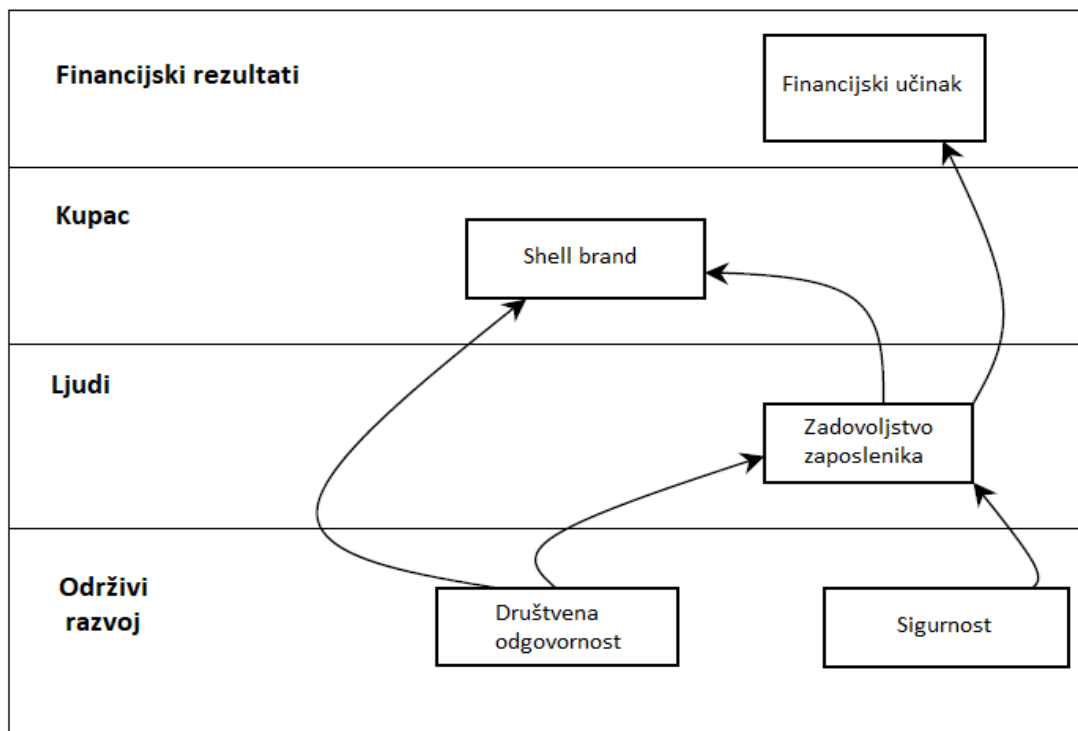 Financijski rezultati
Financijski učinak
Kupac
Shell brand
Ljudi
Zadovoljstvo
zaposlenika
Održivi
razvoj
Društvena
odgovornost
Sigurnost